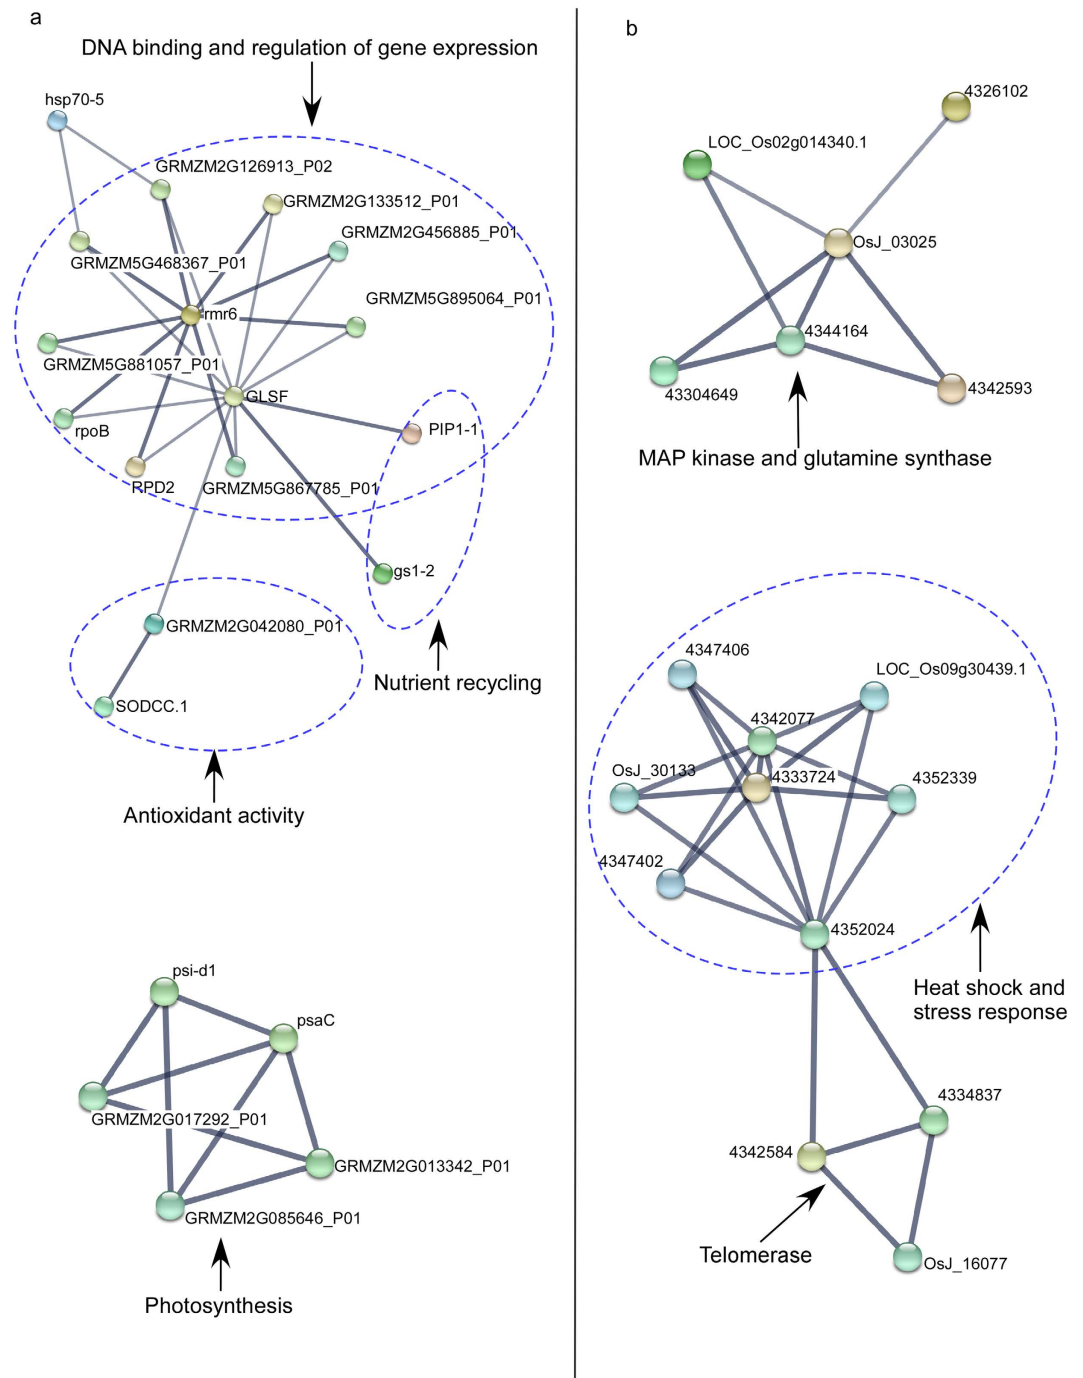 a
DNA binding and regulation of gene expression
hsp70-5
GRMZM2G126913_P02
GRMZM2G133512_P01
GRMZM2G456885_P01
GRMZM5G468367_P01
GRMZM5G895064_P01
rmr6
GRMZM5G881057_P01
GLSF
rpoB
PIP1-1
RPD2
GRMZM5G867785_P01
gs1-2
GRMZM2G042080_P01
Nutrient recycling
SODCC.1
Antioxidant activity
psi-d1
psaC
GRMZM2G017292_P01
GRMZM2G013342_P01
GRMZM2G085646_P01
Photosynthesis
b
4326102
LOC_Os02g014340.1
OsJ_03025
4344164
43304649
4342593
MAP kinase and glutamine synthase
4347406
LOC_Os09g30439.1
4342077
OsJ_30133
4333724
4352339
4347402
4352024
Heat shock and
stress response
4334837
4342584
Telomerase
OsJ_16077